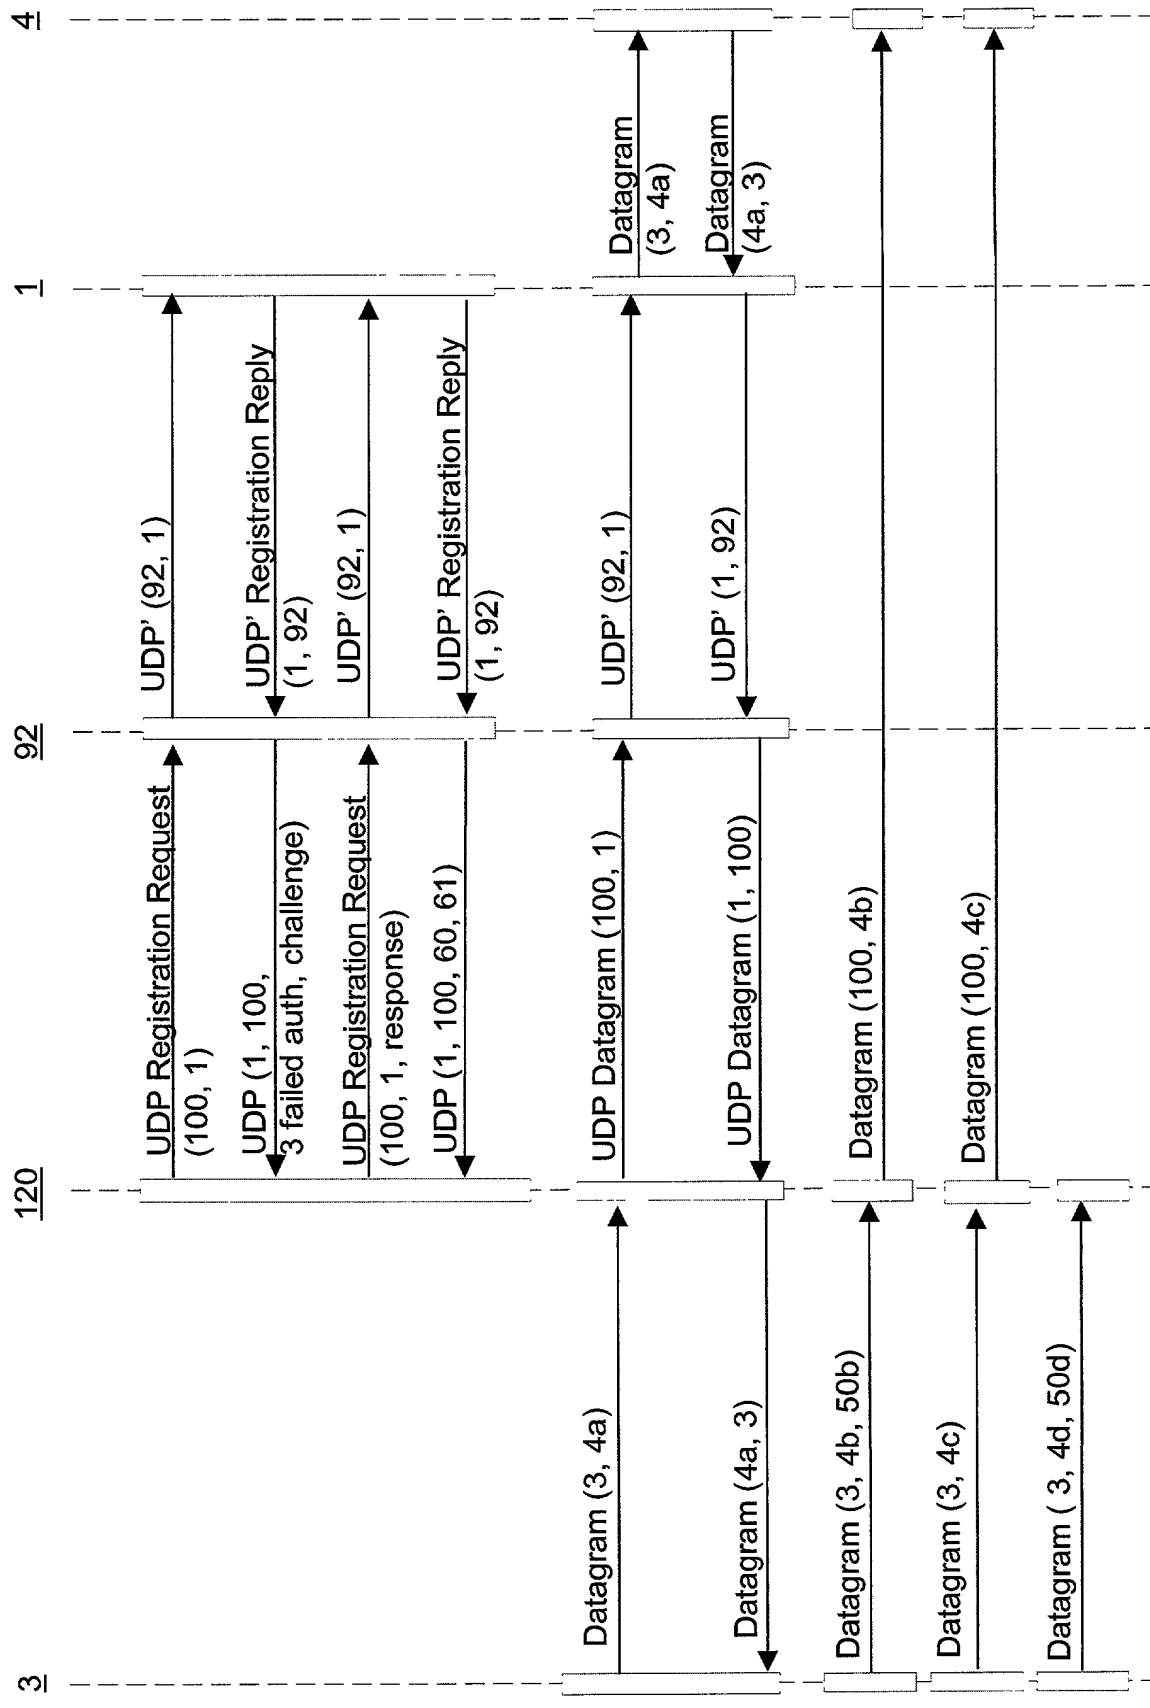 3
120
92
1
4
UDP Registration Request
(100, 1)
UDP' (92, 1)
UDP (1, 100,
3 failed auth, challenge)
UDP' Registration Reply
(1, 92)
UDP Registration Request
(100, 1, response)
UDP' (92, 1)
UDP (1, 100, 60, 61)
UDP' Registration Reply
(1, 92)
Datagram (3, 4a)
UDP Datagram (100, 1)
UDP' (92, 1)
Datagram
(3, 4a)
Datagram (4a, 3)
UDP Datagram (1, 100)
UDP' (1, 92)
Datagram
(4a, 3)
Datagram (3, 4b, 50b)
Datagram (100, 4b)
Datagram (3, 4c)
Datagram (100, 4c)
Datagram ( 3, 4d, 50d)